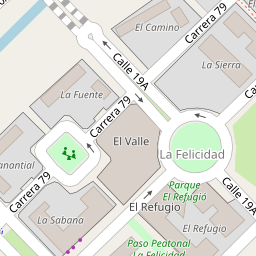 El Camino
Carrera 79
Calle 19A
La Sierra
La Fuente
Carrera 79
El Valle
La Felicidad
anantial
Carrera 79
Parque
El Refugio
Calle 19A
La Sabana
El Refugio
El Refugio
Paso Peatonal
La Felicidad